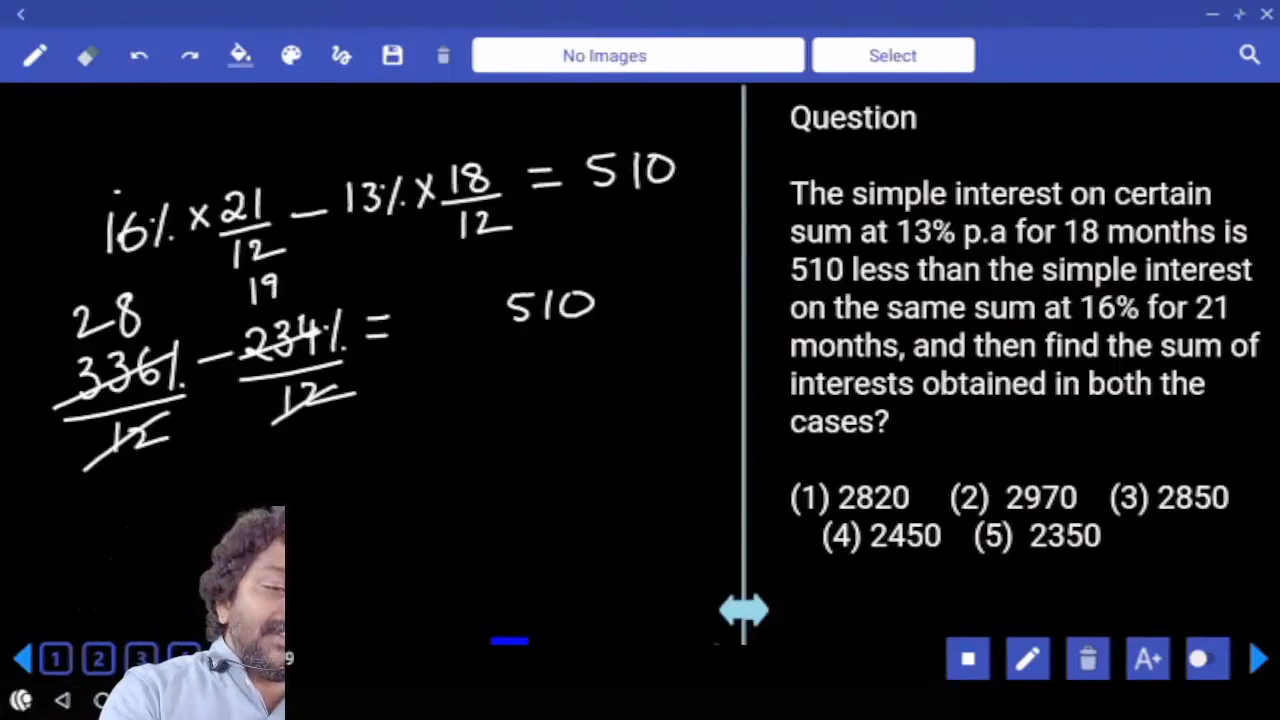 No Images
Select
16% × 21/12 − 13% × 18/12 = 510
28 19
336%/12 − 234%/12 = 510
Question
The simple interest on certain
sum at 13% p.a for 18 months is
510 less than the simple interest
on the same sum at 16% for 21
months, and then find the sum of
interests obtained in both the
cases?
(1) 2820 (2) 2970 (3) 2850
(4) 2450 (5) 2350
1 2 3
9
A+